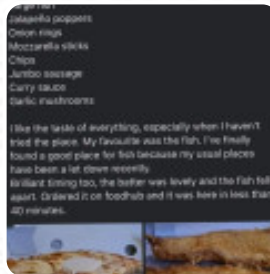 Large fish
Jalapeño poppers
Onion rings
Mozzarella sticks
Chips
Jumbo sausage
Curry sauce
Garlic mushrooms
I like the taste of everything, especially when I haven't
tried the place. My favourite was the fish. I've finally
found a good place for fish because my usual places
have been a let down recently.
Brilliant timing too, the batter was lovely and the fish fell
apart. Ordered it on foodhub and it was here in less than
40 minutes.